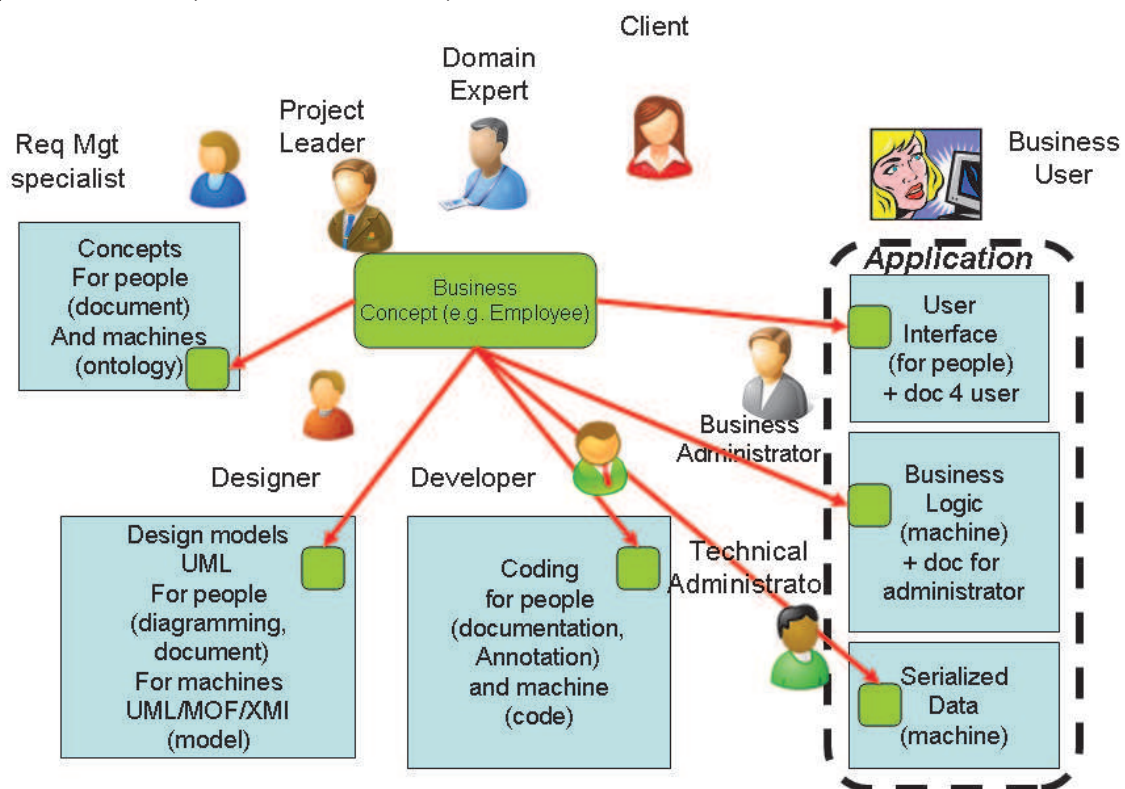 Client
Domain
Expert
Project
Leader
Req Mgt
specialist
Business
User
Concepts
For people
(document)
And machines
(ontology)
Business
Concept (e.g. Employee)
Application
User
Interface
(for people)
+ doc 4 user
Business
Administrator
Designer
Developer
Business
Logic
(machine)
+ doc for
administrator
Design models
UML
For people
(diagramming,
document)
For machines
UML/MOF/XMI
(model)
Coding
for people
(documentation,
Annotation)
and machine
(code)
Technical
Administrato
Serialized
Data
(machine)